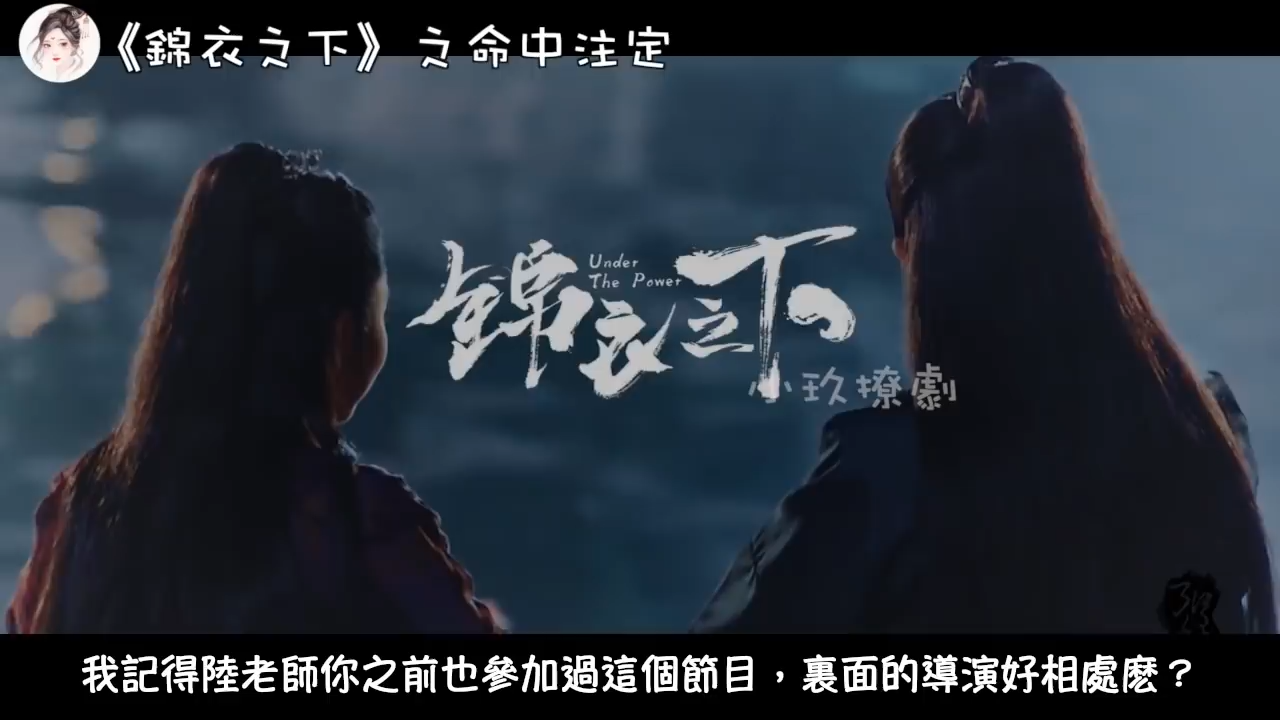 《錦衣之下》之命中注定
錦衣之下
Under
The Power
小玖撩劇
我記得陸老師你之前也參加過這個節目，裏面的導演好相處麽？